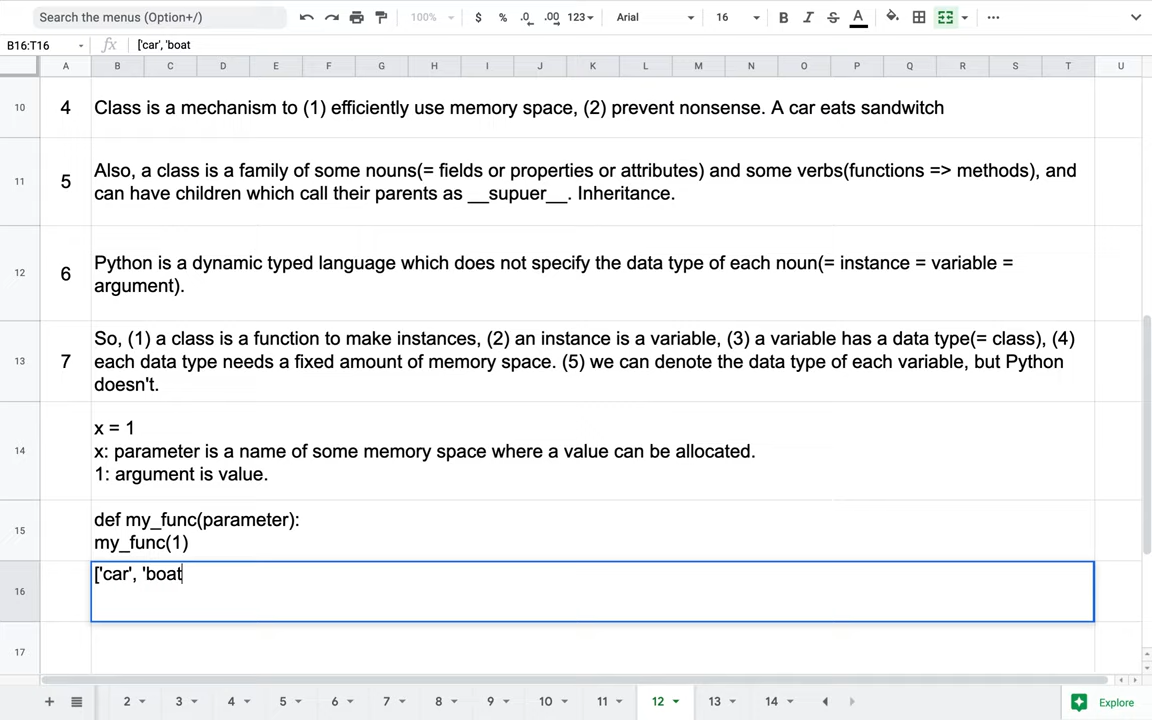 Search the menus (Option+/)
100%
$ % .0 .00 123
Arial
16
B I S A
B16:T16
fx ['car', 'boat
A B C D E F G H I J K L M N O P Q R S T U
10 4 Class is a mechanism to (1) efficiently use memory space, (2) prevent nonsense. A car eats sandwitch
11 5 Also, a class is a family of some nouns(= fields or properties or attributes) and some verbs(functions => methods), and
can have children which call their parents as __supuer__. Inheritance.
12 6 Python is a dynamic typed language which does not specify the data type of each noun(= instance = variable =
argument).
13 7 So, (1) a class is a function to make instances, (2) an instance is a variable, (3) a variable has a data type(= class), (4)
each data type needs a fixed amount of memory space. (5) we can denote the data type of each variable, but Python
doesn't.
x = 1
14 x: parameter is a name of some memory space where a value can be allocated.
1: argument is value.
15 def my_func(parameter):
my_func(1)
16 ['car', 'boat
17
2 3 4 5 6 7 8 9 10 11 12 13 14 Explore